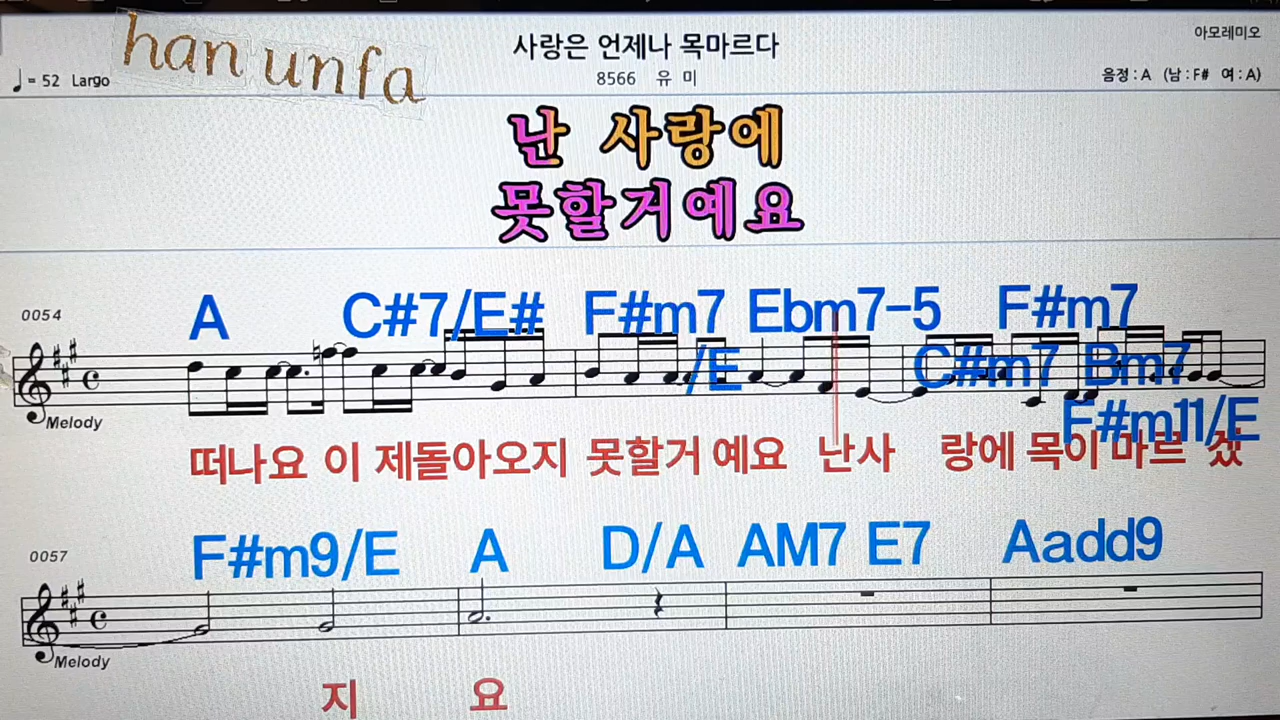 han unfa
사랑은 언제나 목마르다
아모레미오
= 52 Largo
8566 유 미
음정 : A (남 : F# 여 : A)
난 사랑에
못할거예요
0054
A C#7/E# F#m7 Ebm7-5 F#m7
/E C#m7 Bm7
F#m11/E
Melody
떠나요 이 제돌아오지 못할거 예요 난사 랑에 목이 마르 겠
0057
F#m9/E A D/A AM7 E7 Aadd9
Melody
지 요